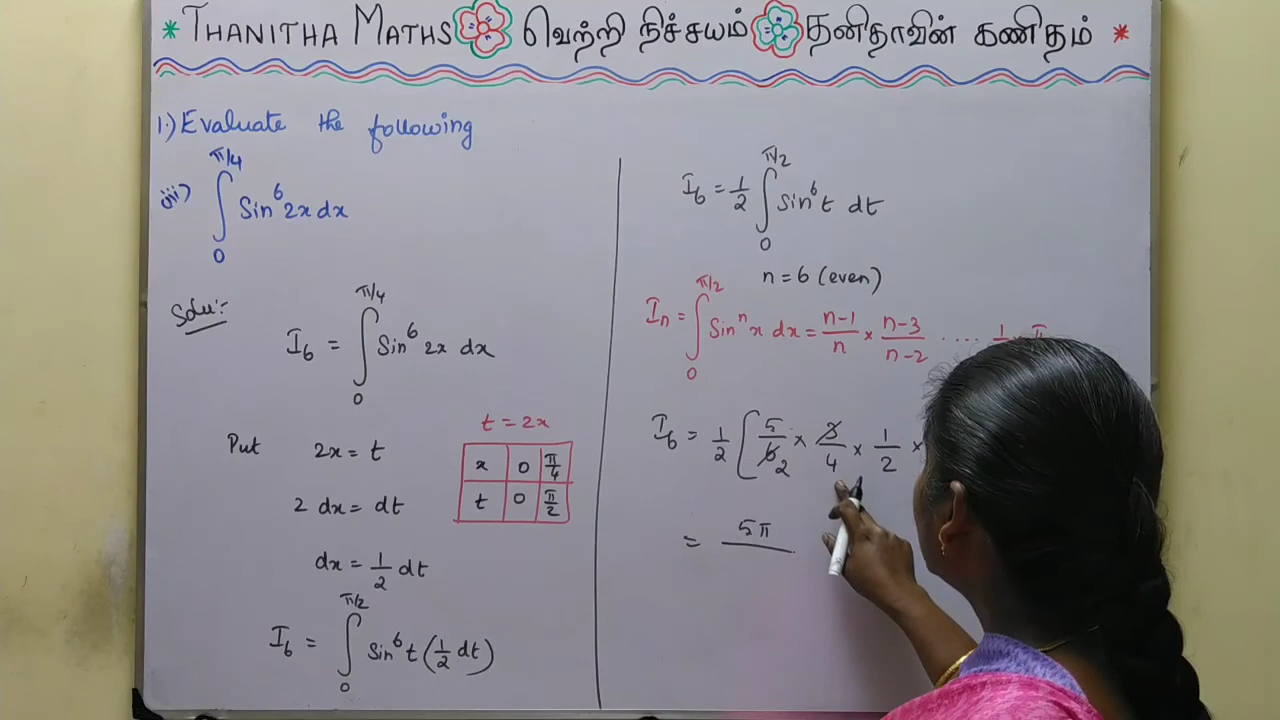 * THANITHA MATHS வெற்றி நிச்சயம் தனிதாவின் கணிதம் *
1.) Evaluate the following
iii) ∫₀^{π/4} Sin⁶ 2x dx
Solu:-
I₆ = ∫₀^{π/4} Sin⁶ 2x dx
Put 2x = t
2 dx = dt
dx = 1/2 dt
t = 2x
x 0 π/4
t 0 π/2
I₆ = ∫₀^{π/2} Sin⁶ t (1/2 dt)
I₆ = 1/2 ∫₀^{π/2} Sin⁶ t dt
n = 6 (even)
Iₙ = ∫₀^{π/2} Sinⁿ x dx = n-1/n × n-3/n-2 ....
I₆ = 1/2 [ 5/6 2 × 3/4 × 1/2 ×
= 5π